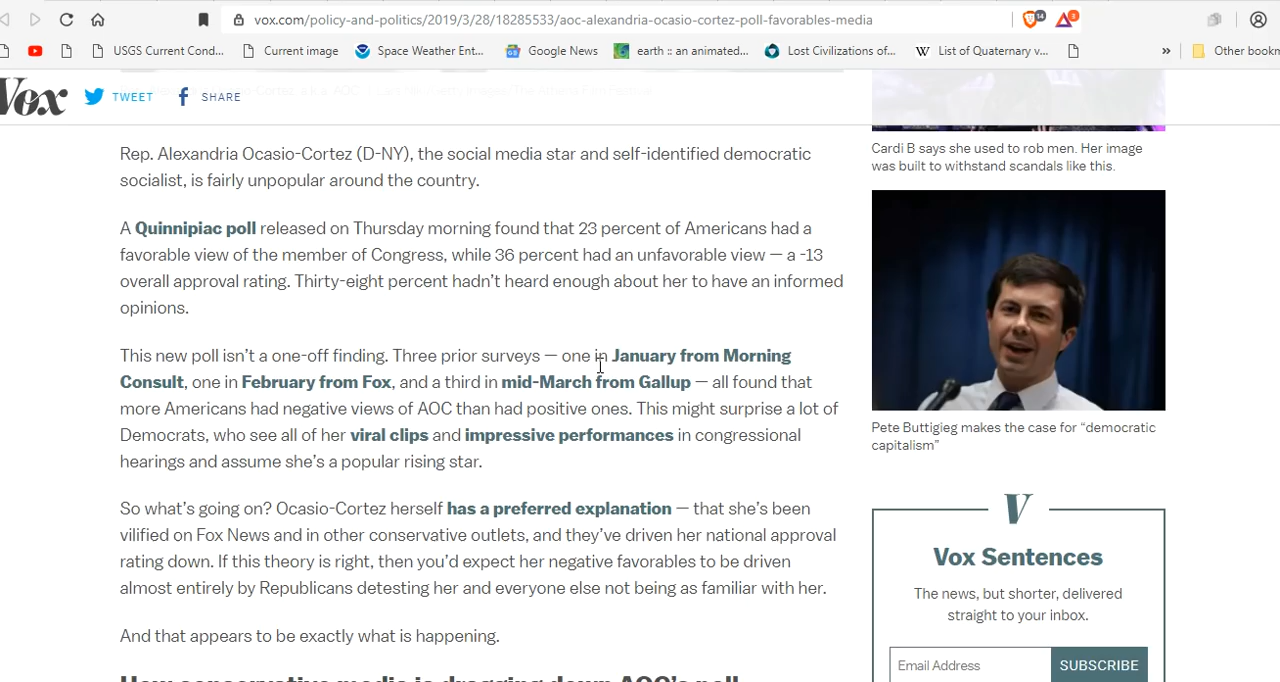 vox.com/policy-and-politics/2019/3/28/18285533/aoc-alexandria-ocasio-cortez-poll-favorables-media
14
USGS Current Cond...
Current image
Space Weather Ent...
Google News
earth :: an animated...
Lost Civilizations of...
W List of Quaternary v...
»
Other bookm
Vox
TWEET
SHARE
Rep. Alexandria Ocasio-Cortez (D-NY), the social media star and self-identified democratic
socialist, is fairly unpopular around the country.
A Quinnipiac poll released on Thursday morning found that 23 percent of Americans had a
favorable view of the member of Congress, while 36 percent had an unfavorable view — a -13
overall approval rating. Thirty-eight percent hadn't heard enough about her to have an informed
opinions.
This new poll isn't a one-off finding. Three prior surveys — one in January from Morning
Consult, one in February from Fox, and a third in mid-March from Gallup — all found that
more Americans had negative views of AOC than had positive ones. This might surprise a lot of
Democrats, who see all of her viral clips and impressive performances in congressional
hearings and assume she's a popular rising star.
So what's going on? Ocasio-Cortez herself has a preferred explanation — that she's been
vilified on Fox News and in other conservative outlets, and they've driven her national approval
rating down. If this theory is right, then you'd expect her negative favorables to be driven
almost entirely by Republicans detesting her and everyone else not being as familiar with her.
And that appears to be exactly what is happening.
How conservative media is dragging down AOC's poll
Cardi B says she used to rob men. Her image
was built to withstand scandals like this.
Pete Buttigieg makes the case for “democratic
capitalism”
V
Vox Sentences
The news, but shorter, delivered
straight to your inbox.
Email Address
SUBSCRIBE